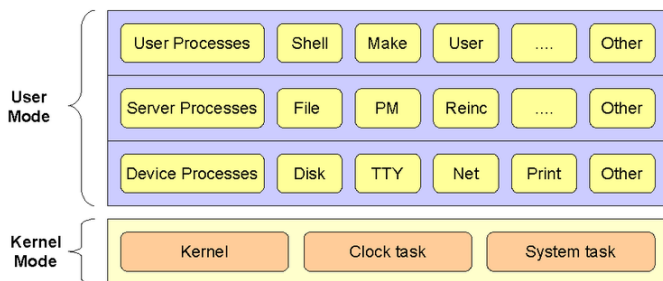 User Processes Shell Make User .... Other
User
Mode
Server Processes File PM Reinc .... Other
Device Processes Disk TTY Net Print Other
Kernel
Mode
Kernel Clock task System task